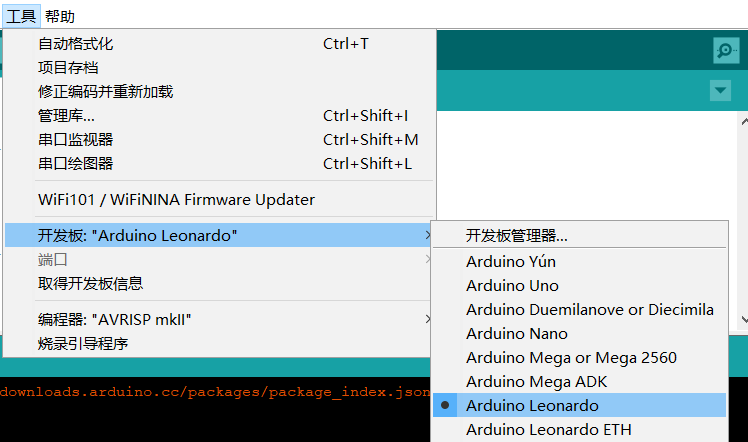 工具 帮助
自动格式化 Ctrl+T
项目存档
修正编码并重新加载
管理库... Ctrl+Shift+I
串口监视器 Ctrl+Shift+M
串口绘图器 Ctrl+Shift+L
WiFi101 / WiFiNINA Firmware Updater
开发板: "Arduino Leonardo"
端口
取得开发板信息
编程器: "AVRISP mkII"
烧录引导程序
开发板管理器...
Arduino Yún
Arduino Uno
Arduino Duemilanove or Diecimila
Arduino Nano
Arduino Mega or Mega 2560
Arduino Mega ADK
Arduino Leonardo
Arduino Leonardo ETH
downloads.arduino.cc/packages/package_index.json